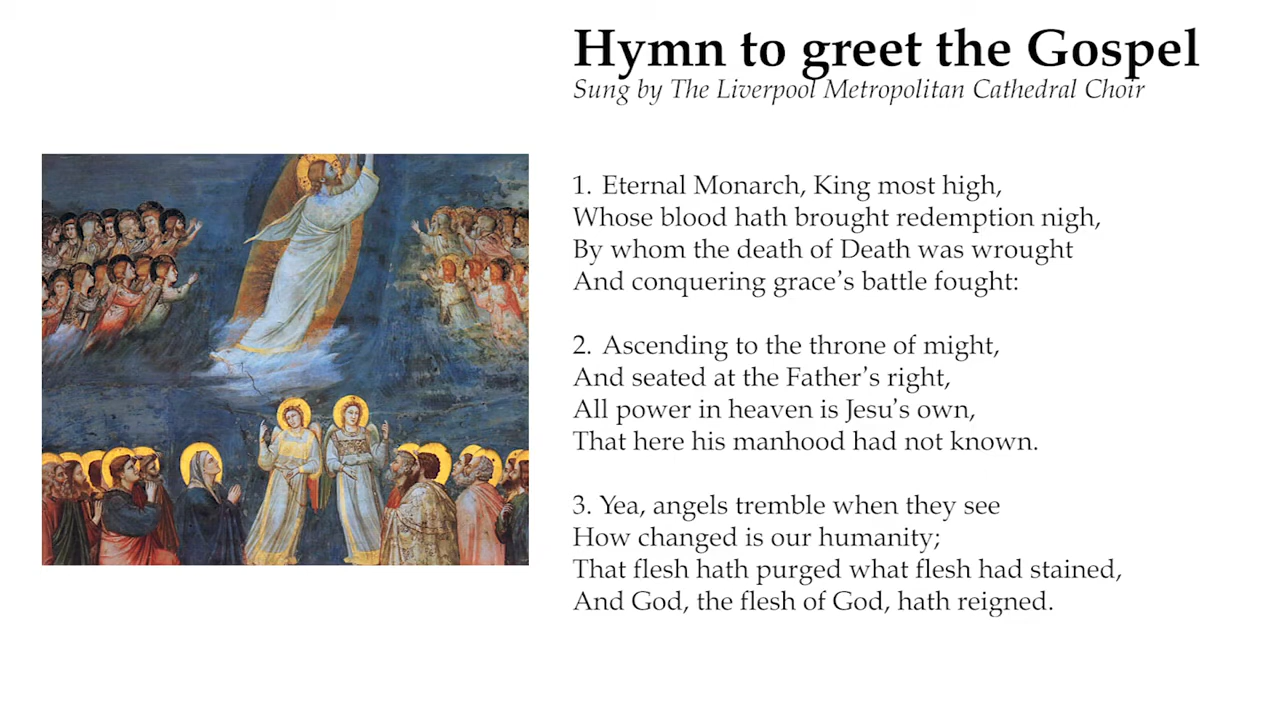 Hymn to greet the Gospel
Sung by The Liverpool Metropolitan Cathedral Choir
1. Eternal Monarch, King most high,
Whose blood hath brought redemption nigh,
By whom the death of Death was wrought
And conquering grace’s battle fought:
2. Ascending to the throne of might,
And seated at the Father’s right,
All power in heaven is Jesu’s own,
That here his manhood had not known.
3. Yea, angels tremble when they see
How changed is our humanity;
That flesh hath purged what flesh had stained,
And God, the flesh of God, hath reigned.